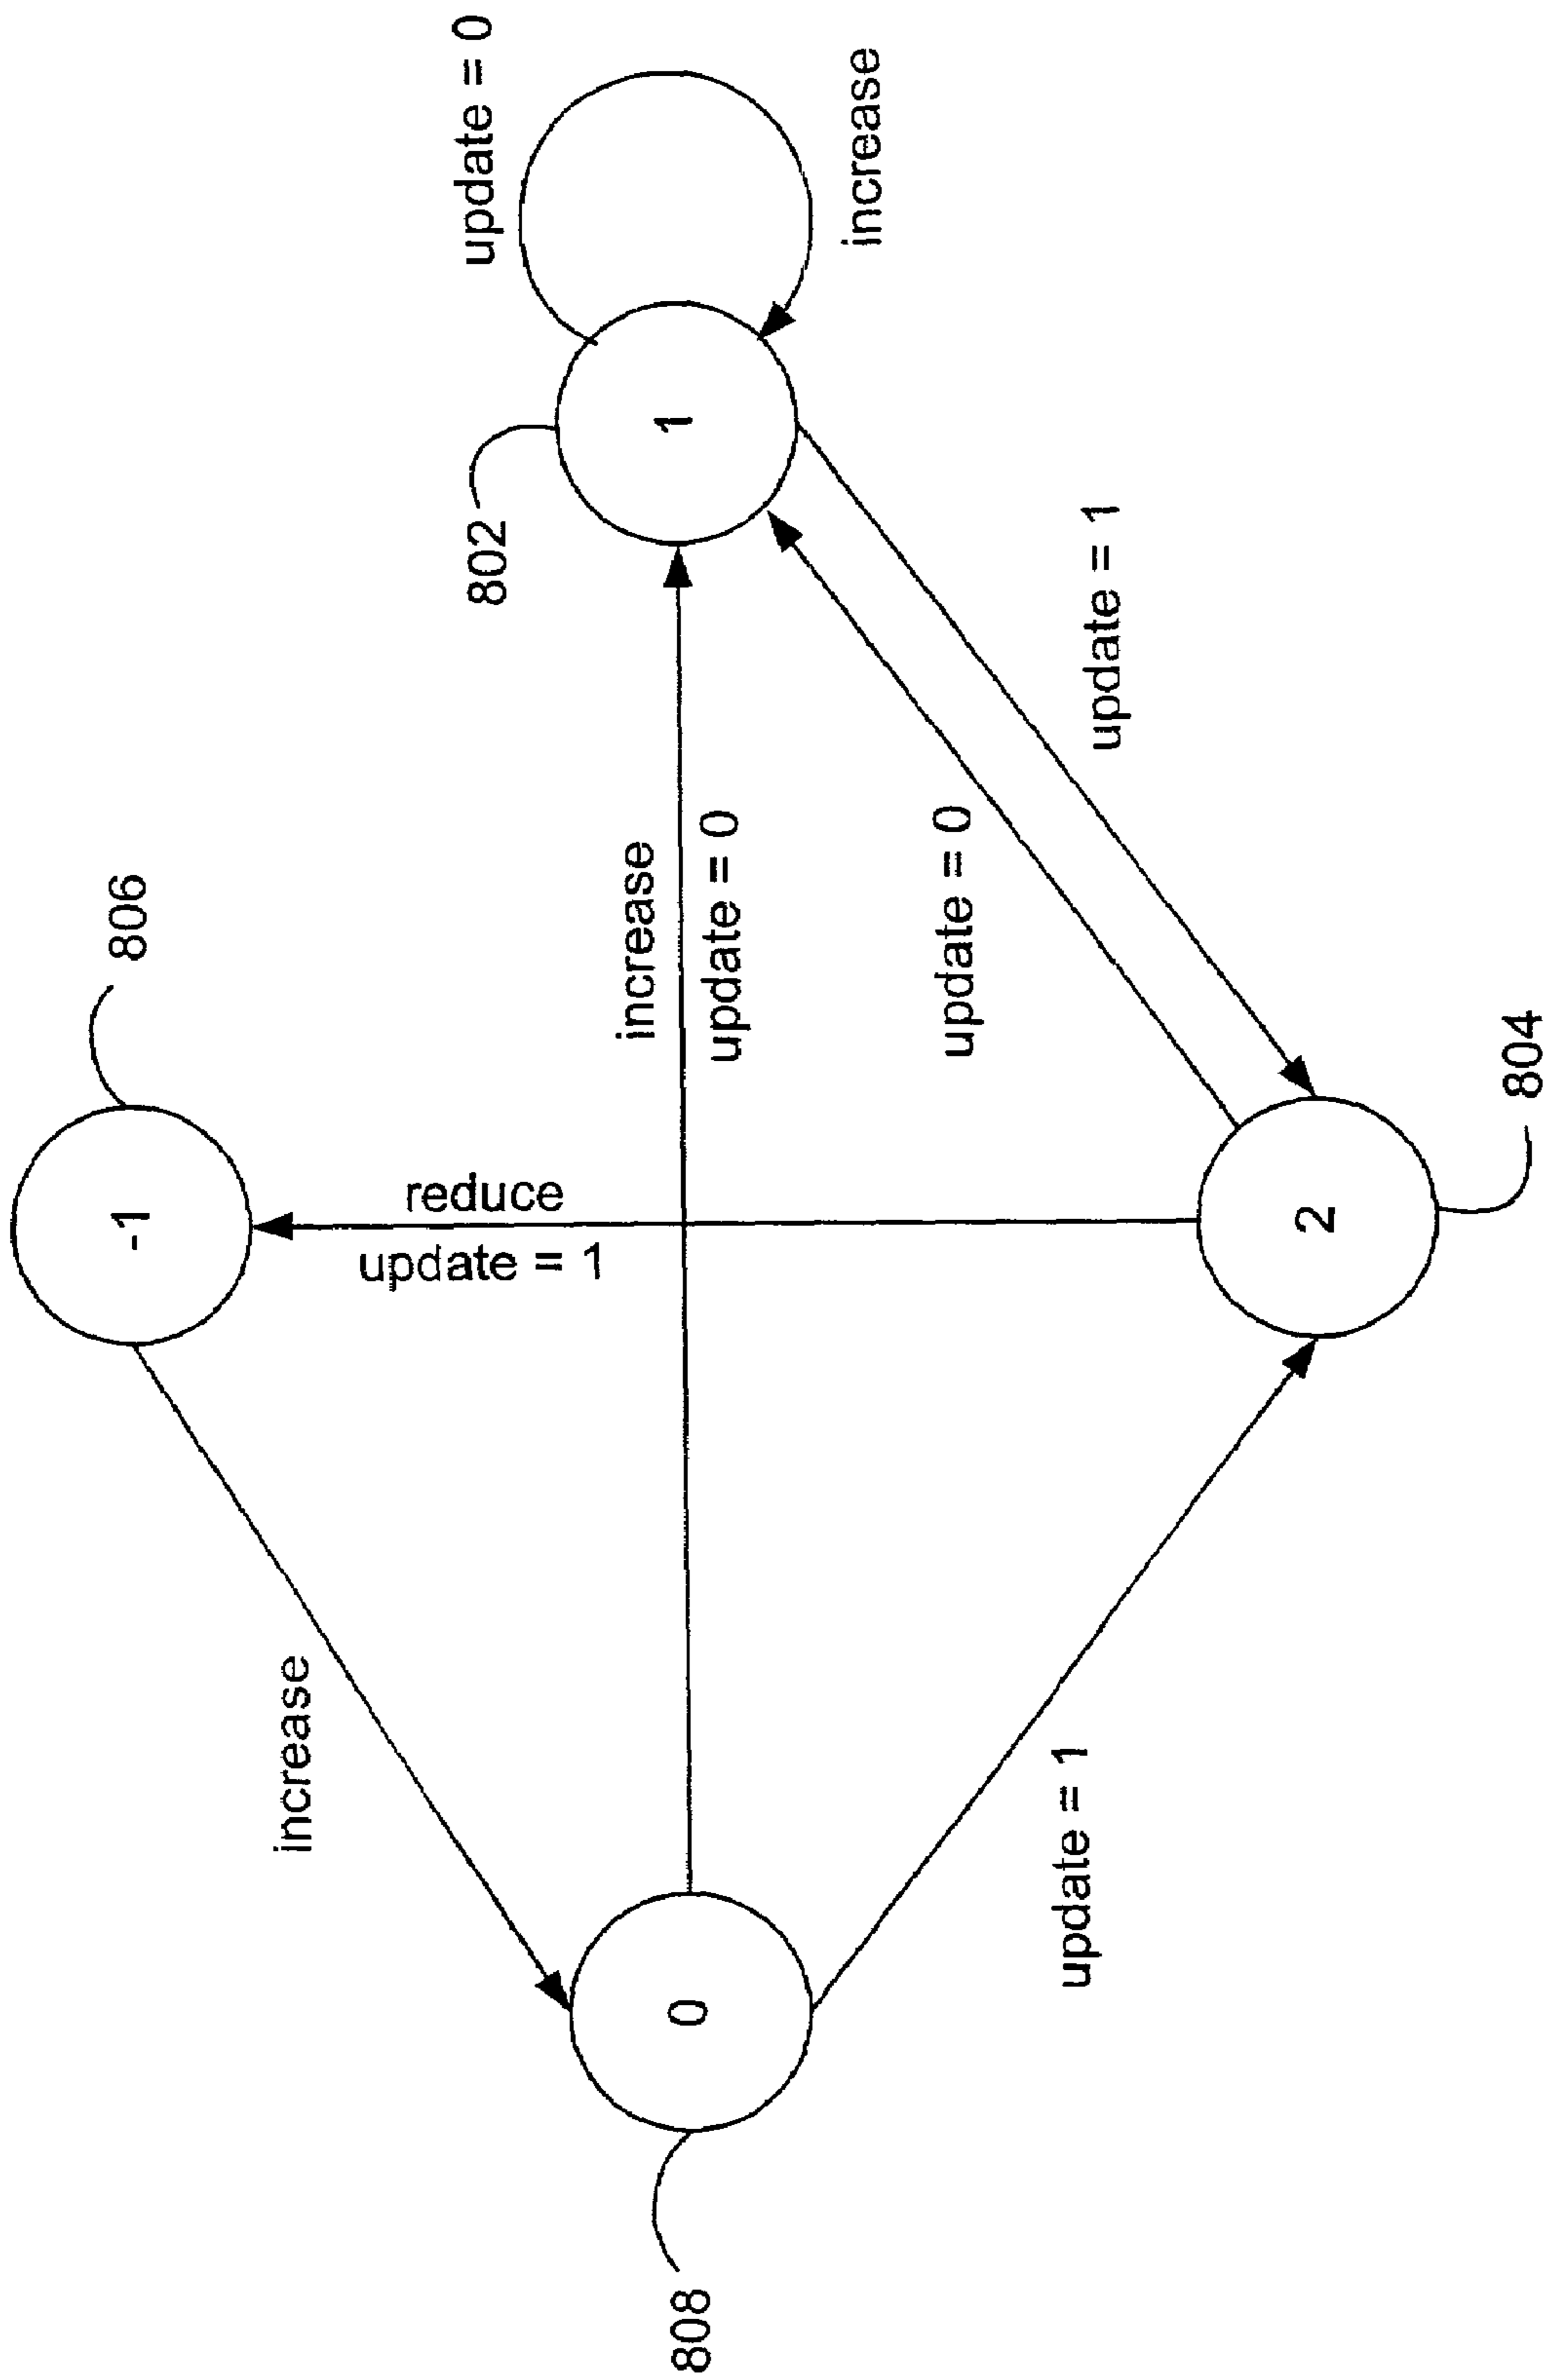 806
-1
increase
reduce
update = 1
update = 0
increase
802
1
increase
update = 0
808
0
update = 0
update = 1
update = 1
2
804